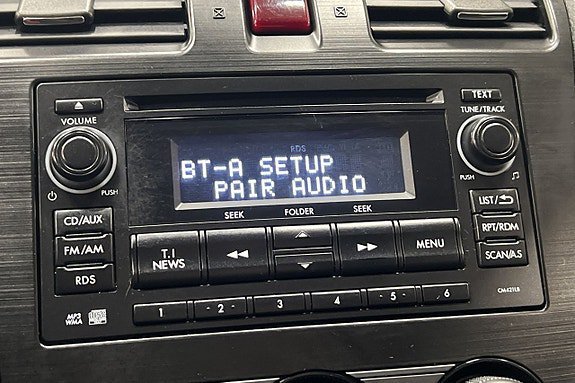 TEXT
VOLUME
TUNE/TRACK
RDS
BT-A SETUP
PAIR AUDIO
PUSH
PUSH
SEEK FOLDER SEEK
CD/AUX
LIST/
FM/AM
T.I NEWS
MENU
RPT/RDM
RDS
SCAN/A.S
MP3 WMA
1 -2- 3 4 -5- 6